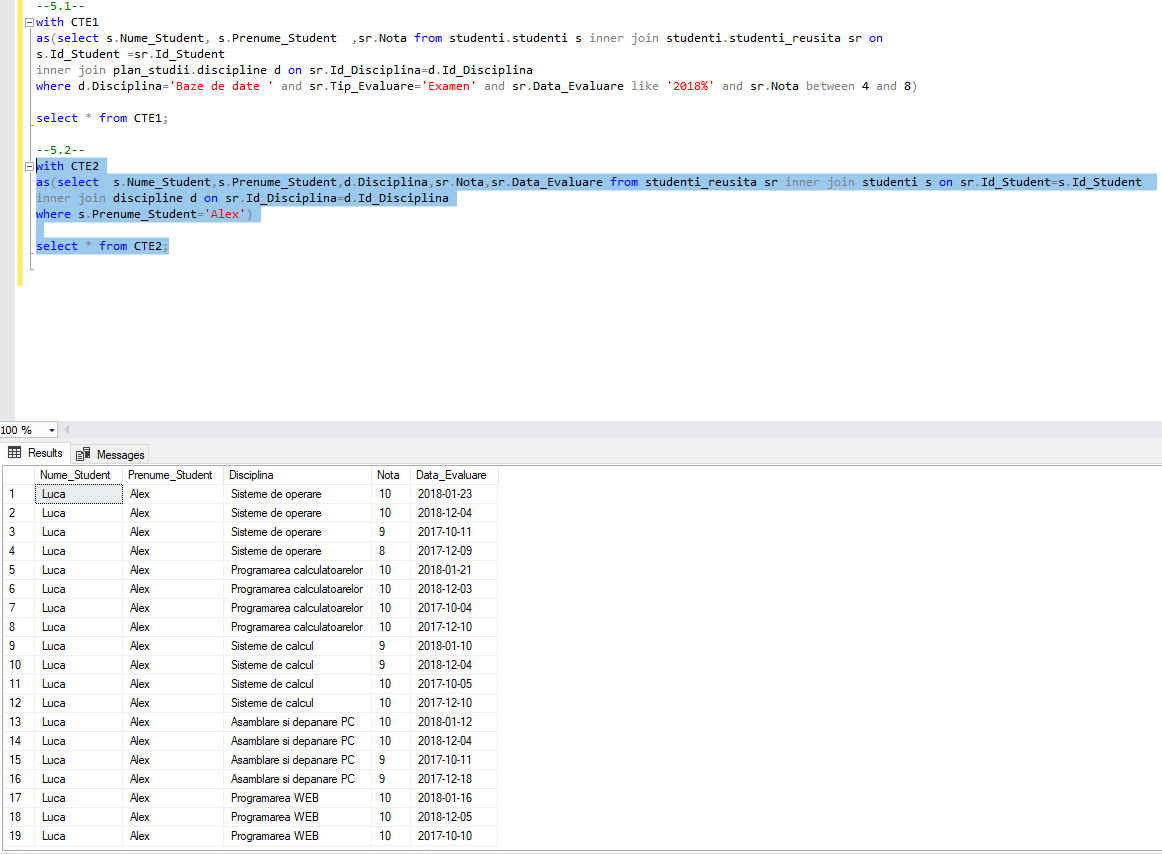 --5.1--
with CTE1
as(select s.Nume_Student, s.Prenume_Student  ,sr.Nota from studenti.studenti s inner join studenti.studenti_reusita sr on
s.Id_Student =sr.Id_Student
inner join plan_studii.discipline d on sr.Id_Disciplina=d.Id_Disciplina
where d.Disciplina='Baze de date ' and sr.Tip_Evaluare='Examen' and sr.Data_Evaluare like '2018%' and sr.Nota between 4 and 8)
select * from CTE1;
--5.2--
with CTE2
as(select  s.Nume_Student,s.Prenume_Student,d.Disciplina,sr.Nota,sr.Data_Evaluare from studenti_reusita sr inner join studenti s on sr.Id_Student=s.Id_Student
inner join discipline d on sr.Id_Disciplina=d.Id_Disciplina
where s.Prenume_Student='Alex')
select * from CTE2;
100 %
Results Messages
Nume_Student Prenume_Student Disciplina Nota Data_Evaluare
1 Luca Alex Sisteme de operare 10 2018-01-23
2 Luca Alex Sisteme de operare 10 2018-12-04
3 Luca Alex Sisteme de operare 9 2017-10-11
4 Luca Alex Sisteme de operare 8 2017-12-09
5 Luca Alex Programarea calculatoarelor 10 2018-01-21
6 Luca Alex Programarea calculatoarelor 10 2018-12-03
7 Luca Alex Programarea calculatoarelor 10 2017-10-04
8 Luca Alex Programarea calculatoarelor 10 2017-12-10
9 Luca Alex Sisteme de calcul 9 2018-01-10
10 Luca Alex Sisteme de calcul 9 2018-12-04
11 Luca Alex Sisteme de calcul 10 2017-10-05
12 Luca Alex Sisteme de calcul 10 2017-12-10
13 Luca Alex Asamblare si depanare PC 10 2018-01-12
14 Luca Alex Asamblare si depanare PC 10 2018-12-04
15 Luca Alex Asamblare si depanare PC 9 2017-10-11
16 Luca Alex Asamblare si depanare PC 9 2017-12-18
17 Luca Alex Programarea WEB 10 2018-01-16
18 Luca Alex Programarea WEB 10 2018-12-05
19 Luca Alex Programarea WEB 10 2017-10-10